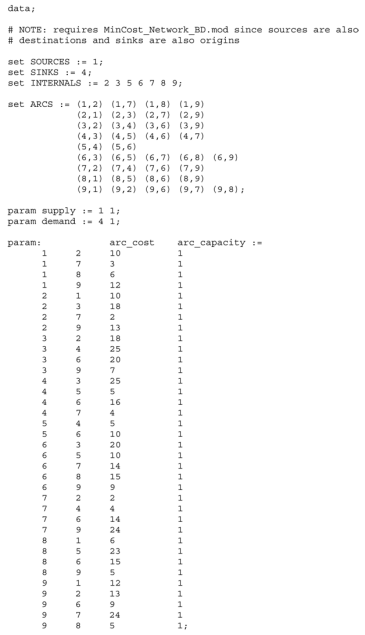 data;
# NOTE: requires MinCost_Network_BD.mod since sources are also
# destinations and sinks are also origins
set SOURCES := 1;
set SINKS := 4;
set INTERNALS := 2 3 5 6 7 8 9;
set ARCS := (1,2) (1,7) (1,8) (1,9)
(2,1) (2,3) (2,7) (2,9)
(3,2) (3,4) (3,6) (3,9)
(4,3) (4,5) (4,6) (4,7)
(5,4) (5,6)
(6,3) (6,5) (6,7) (6,8) (6,9)
(7,2) (7,4) (7,6) (7,9)
(8,1) (8,5) (8,6) (8,9)
(9,1) (9,2) (9,6) (9,7) (9,8);
param supply := 1 1;
param demand := 4 1;
param: arc_cost arc_capacity :=
1 2 10 1
1 7 3 1
1 8 6 1
1 9 12 1
2 1 10 1
2 3 18 1
2 7 2 1
2 9 13 1
3 2 18 1
3 4 25 1
3 6 20 1
3 9 7 1
4 3 25 1
4 5 5 1
4 6 16 1
4 7 4 1
5 4 5 1
5 6 10 1
6 3 20 1
6 5 10 1
6 7 14 1
6 8 15 1
6 9 9 1
7 2 2 1
7 4 4 1
7 6 14 1
7 9 24 1
8 1 6 1
8 5 23 1
8 6 15 1
8 9 5 1
9 1 12 1
9 2 13 1
9 6 9 1
9 7 24 1
9 8 5 1;